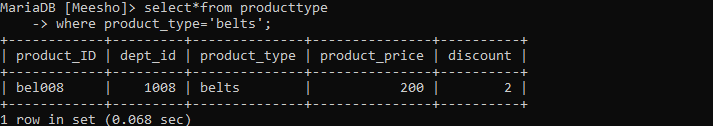 MariaDB [Meesho]> select*from producttype
    -> where product_type='belts';
+------------+---------+--------------+---------------+----------+
| product_ID | dept_id | product_type | product_price | discount |
+------------+---------+--------------+---------------+----------+
| bel008     |    1008 | belts        |           200 |        2 |
+------------+---------+--------------+---------------+----------+
1 row in set (0.068 sec)